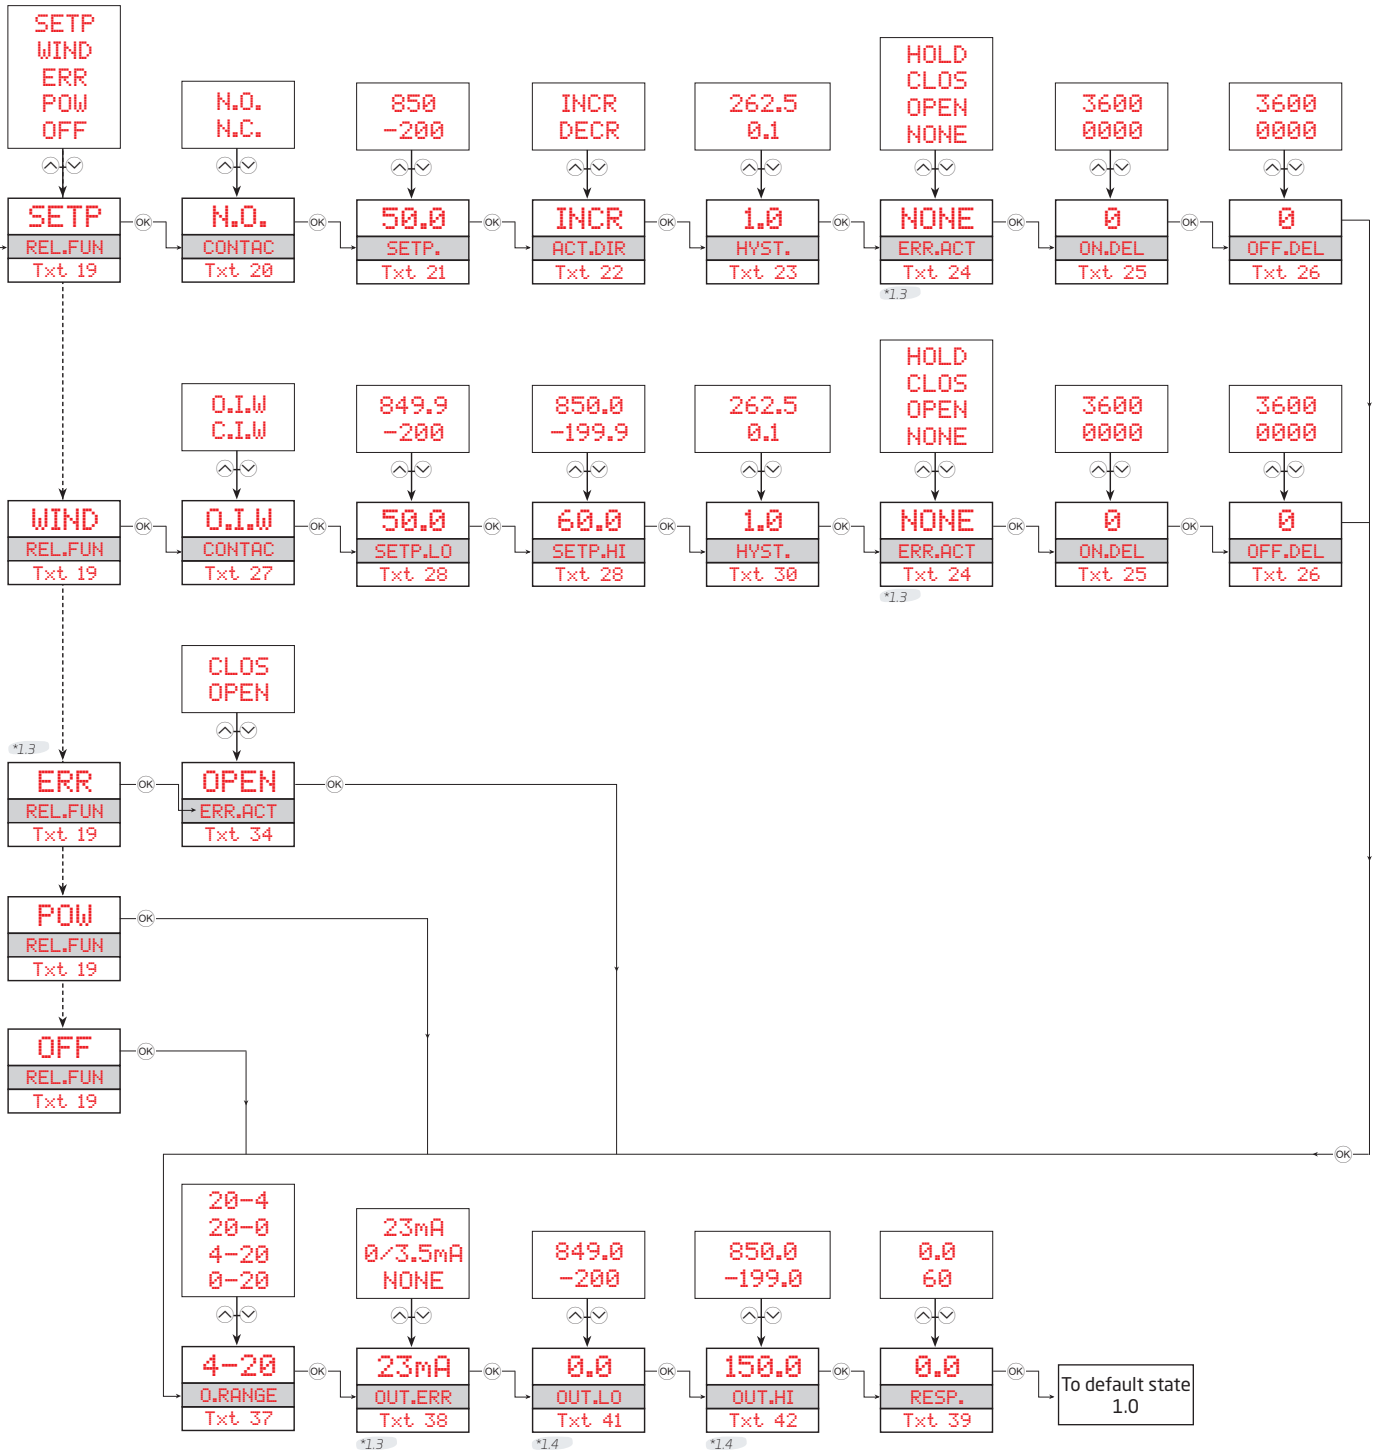 SETP
WIND
ERR
POW
OFF
N.O.
N.C.
850
-200
INCR
DECR
262.5
0.1
HOLD
CLOS
OPEN
NONE
3600
0000
3600
0000
SETP
REL.FUN
Txt 19
OK
N.O.
CONTAC
Txt 20
OK
50.0
SETP.
Txt 21
OK
INCR
ACT.DIR
Txt 22
OK
1.0
HYST.
Txt 23
OK
NONE
ERR.ACT
Txt 24
*1.3
OK
0
ON.DEL
Txt 25
OK
0
OFF.DEL
Txt 26
O.I.W
C.I.W
849.9
-200
850.0
-199.9
262.5
0.1
HOLD
CLOS
OPEN
NONE
3600
0000
3600
0000
WIND
REL.FUN
Txt 19
OK
O.I.W
CONTAC
Txt 27
OK
50.0
SETP.LO
Txt 28
OK
60.0
SETP.HI
Txt 28
OK
1.0
HYST.
Txt 30
OK
NONE
ERR.ACT
Txt 24
*1.3
OK
0
ON.DEL
Txt 25
OK
0
OFF.DEL
Txt 26
CLOS
OPEN
*1.3
ERR
REL.FUN
Txt 19
OK
OPEN
ERR.ACT
Txt 34
OK
POW
REL.FUN
Txt 19
OK
OFF
REL.FUN
Txt 19
OK
OK
20-4
20-0
4-20
0-20
23mA
0/3.5mA
NONE
849.0
-200
850.0
-199.0
0.0
60
4-20
O.RANGE
Txt 37
OK
23mA
OUT.ERR
Txt 38
*1.3
OK
0.0
OUT.LO
Txt 41
*1.4
OK
150.0
OUT.HI
Txt 42
*1.4
OK
0.0
RESP.
Txt 39
OK
To default state
1.0